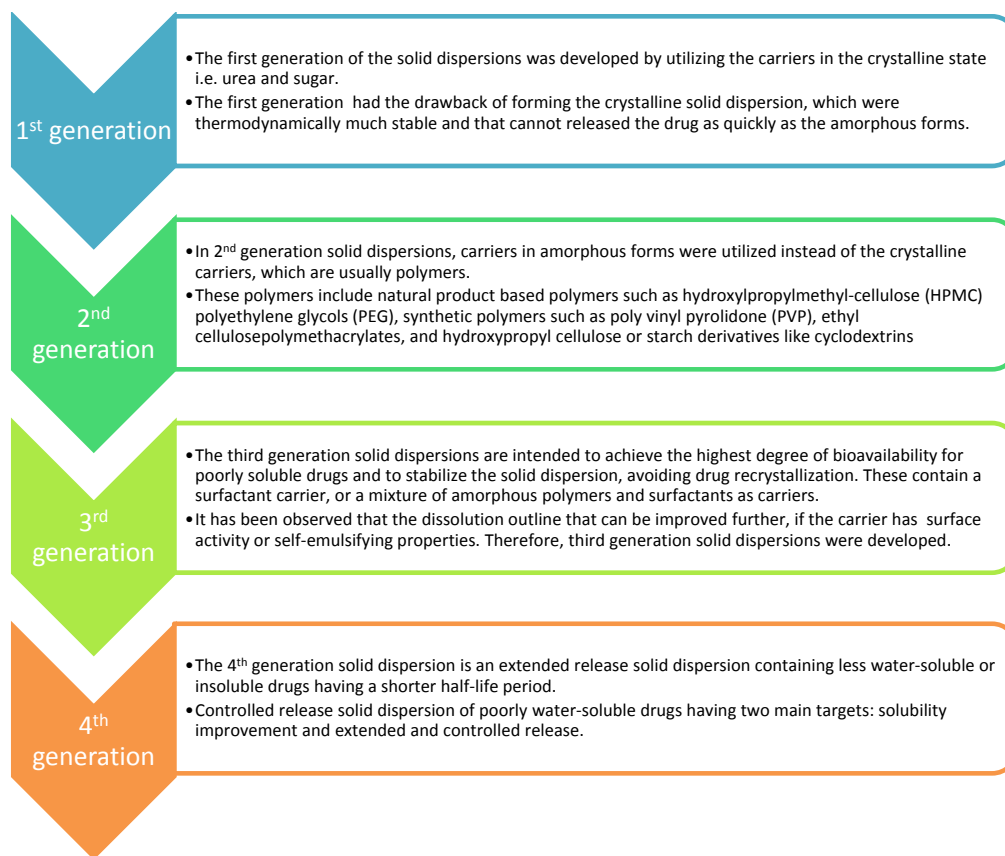 1st generation
•The first generation of the solid dispersions was developed by utilizing the carriers in the crystalline state
i.e. urea and sugar.
•The first generation  had the drawback of forming the crystalline solid dispersion, which were
thermodynamically much stable and that cannot released the drug as quickly as the amorphous forms.
2nd
generation
•In 2nd generation solid dispersions, carriers in amorphous forms were utilized instead of the crystalline
carriers, which are usually polymers.
•These polymers include natural product based polymers such as hydroxylpropylmethyl-cellulose (HPMC)
polyethylene glycols (PEG), synthetic polymers such as poly vinyl pyrolidone (PVP), ethyl
cellulosepolymethacrylates, and hydroxypropyl cellulose or starch derivatives like cyclodextrins
3rd
generation
•The third generation solid dispersions are intended to achieve the highest degree of bioavailability for
poorly soluble drugs and to stabilize the solid dispersion, avoiding drug recrystallization. These contain a
surfactant carrier, or a mixture of amorphous polymers and surfactants as carriers.
•It has been observed that the dissolution outline that can be improved further, if the carrier has  surface
activity or self-emulsifying properties. Therefore, third generation solid dispersions were developed.
4th
generation
•The 4th generation solid dispersion is an extended release solid dispersion containing less water-soluble or
insoluble drugs having a shorter half-life period.
•Controlled release solid dispersion of poorly water-soluble drugs having two main targets: solubility
improvement and extended and controlled release.